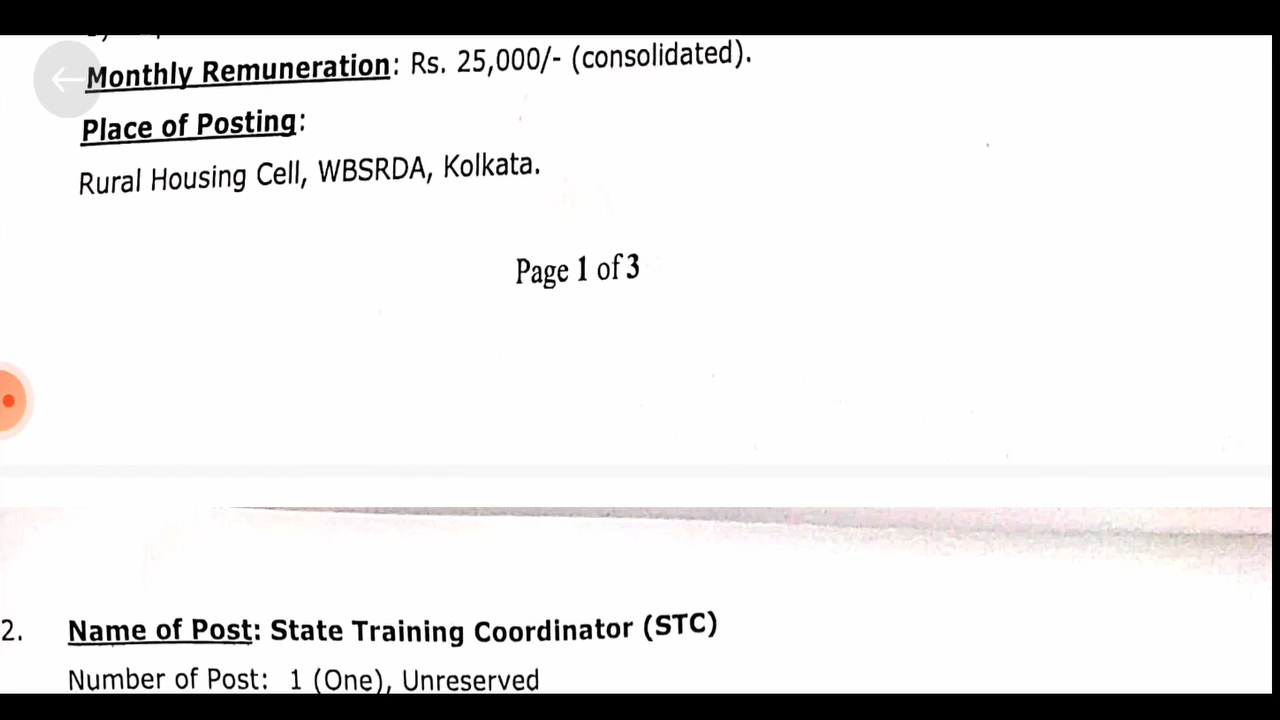 Monthly Remuneration: Rs. 25,000/- (consolidated).
Place of Posting:
Rural Housing Cell, WBSRDA, Kolkata.
Page 1 of 3
2. Name of Post: State Training Coordinator (STC)
Number of Post: 1 (One), Unreserved